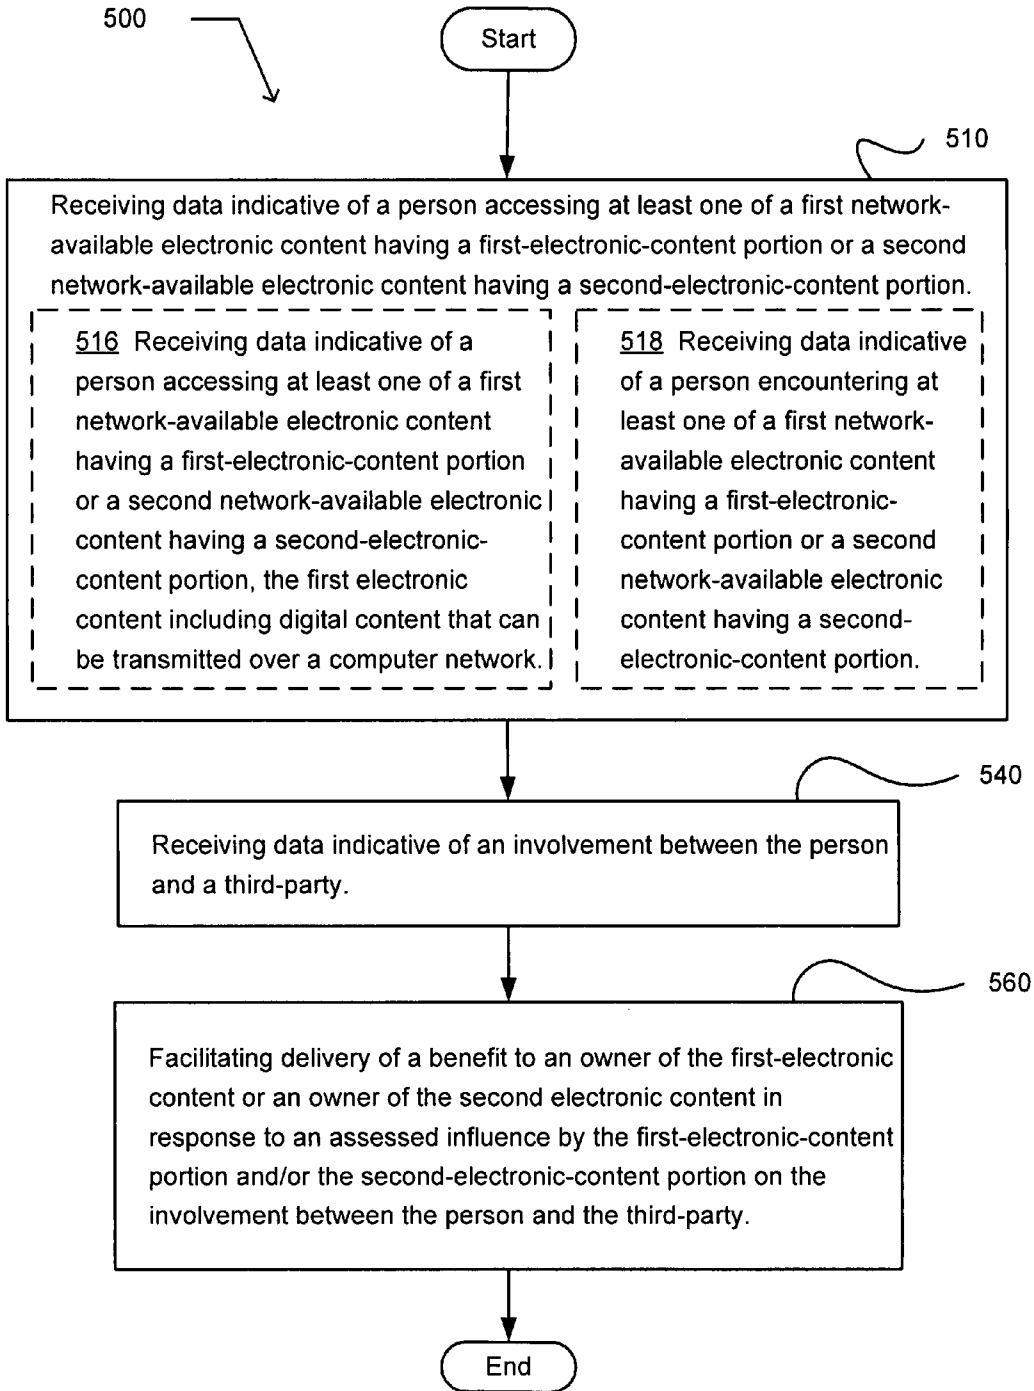 500
Start
510
Receiving data indicative of a person accessing at least one of a first network-
available electronic content having a first-electronic-content portion or a second
network-available electronic content having a second-electronic-content portion.
516 Receiving data indicative of a
person accessing at least one of a first
network-available electronic content
having a first-electronic-content portion
or a second network-available electronic
content having a second-electronic-
content portion, the first electronic
content including digital content that can
be transmitted over a computer network.
518 Receiving data indicative
of a person encountering at
least one of a first network-
available electronic content
having a first-electronic-
content portion or a second
network-available electronic
content having a second-
electronic-content portion.
540
Receiving data indicative of an involvement between the person
and a third-party.
560
Facilitating delivery of a benefit to an owner of the first-electronic
content or an owner of the second electronic content in
response to an assessed influence by the first-electronic-content
portion and/or the second-electronic-content portion on the
involvement between the person and the third-party.
End